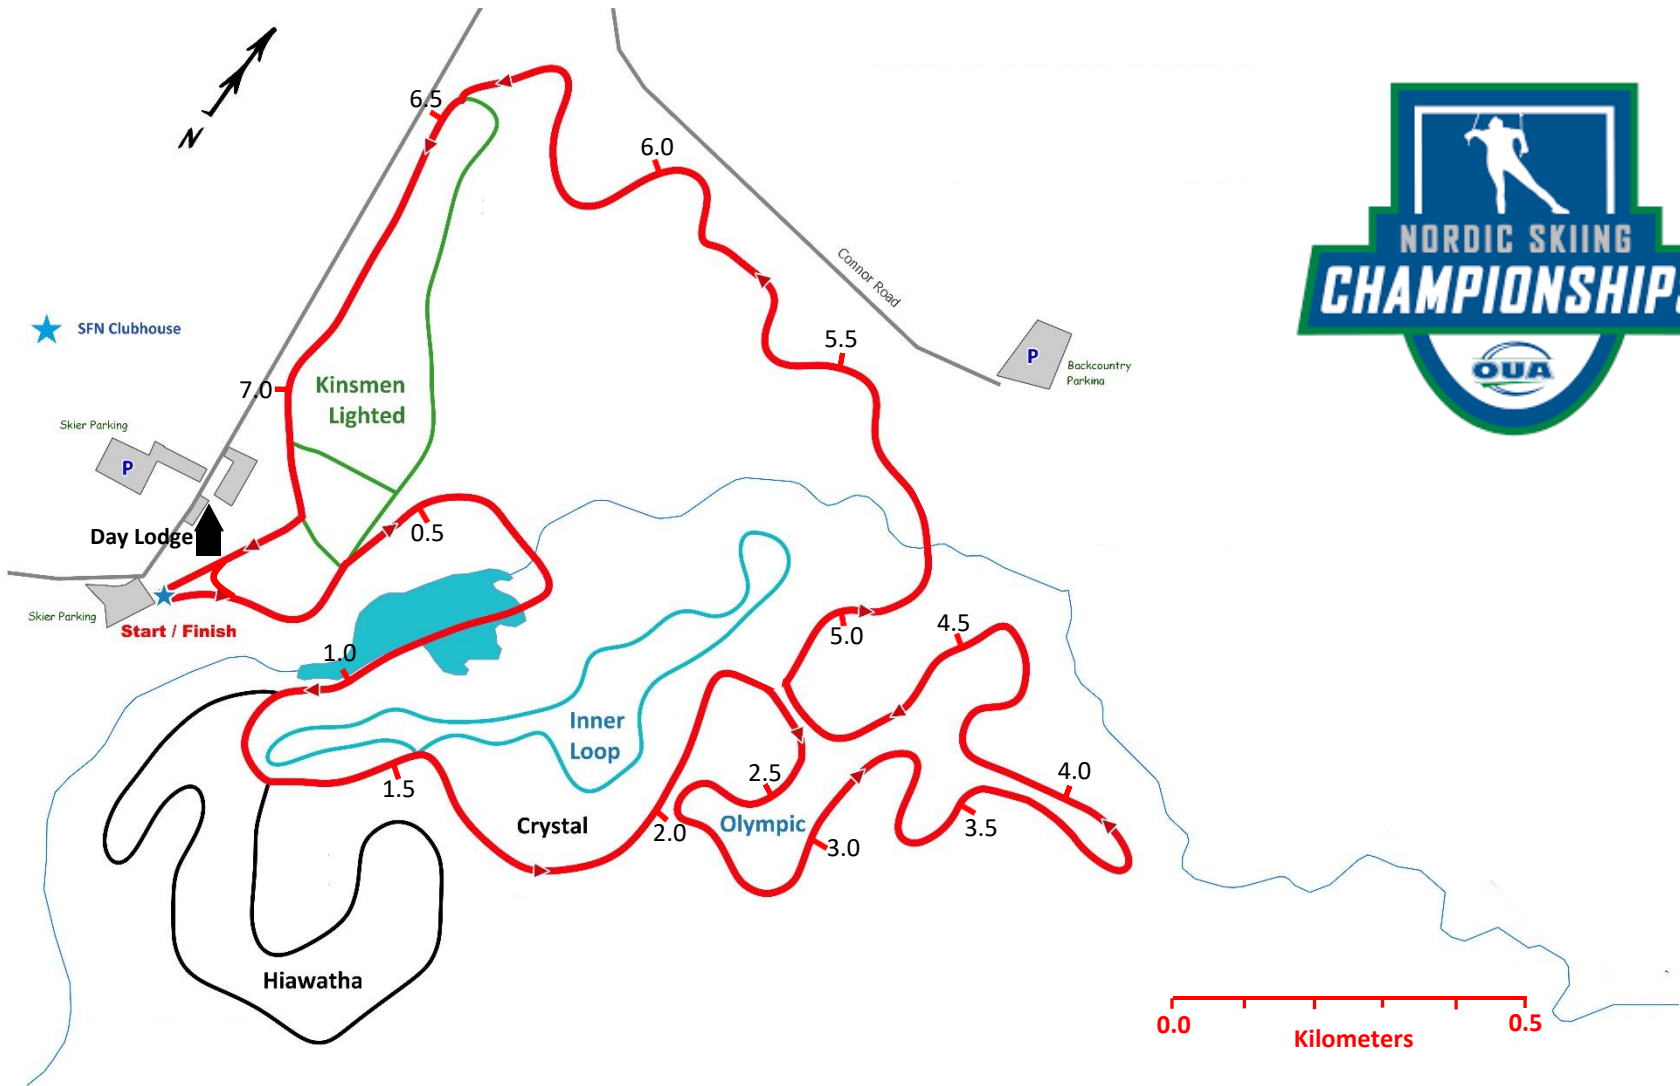 N
6.5
6.0
Connor Road
NORDIC SKIING
CHAMPIONSHIPS
OUA
SFN Clubhouse
5.5
P
Backcountry
Parkina
7.0
Kinsmen
Lighted
Skier Parking
P
Day Lodge
0.5
Skier Parking
Start / Finish
1.0
5.0
4.5
Inner
Loop
1.5
2.5
4.0
Crystal
2.0
Olympic
3.0
3.5
Hiawatha
0.0
0.5
Kilometers